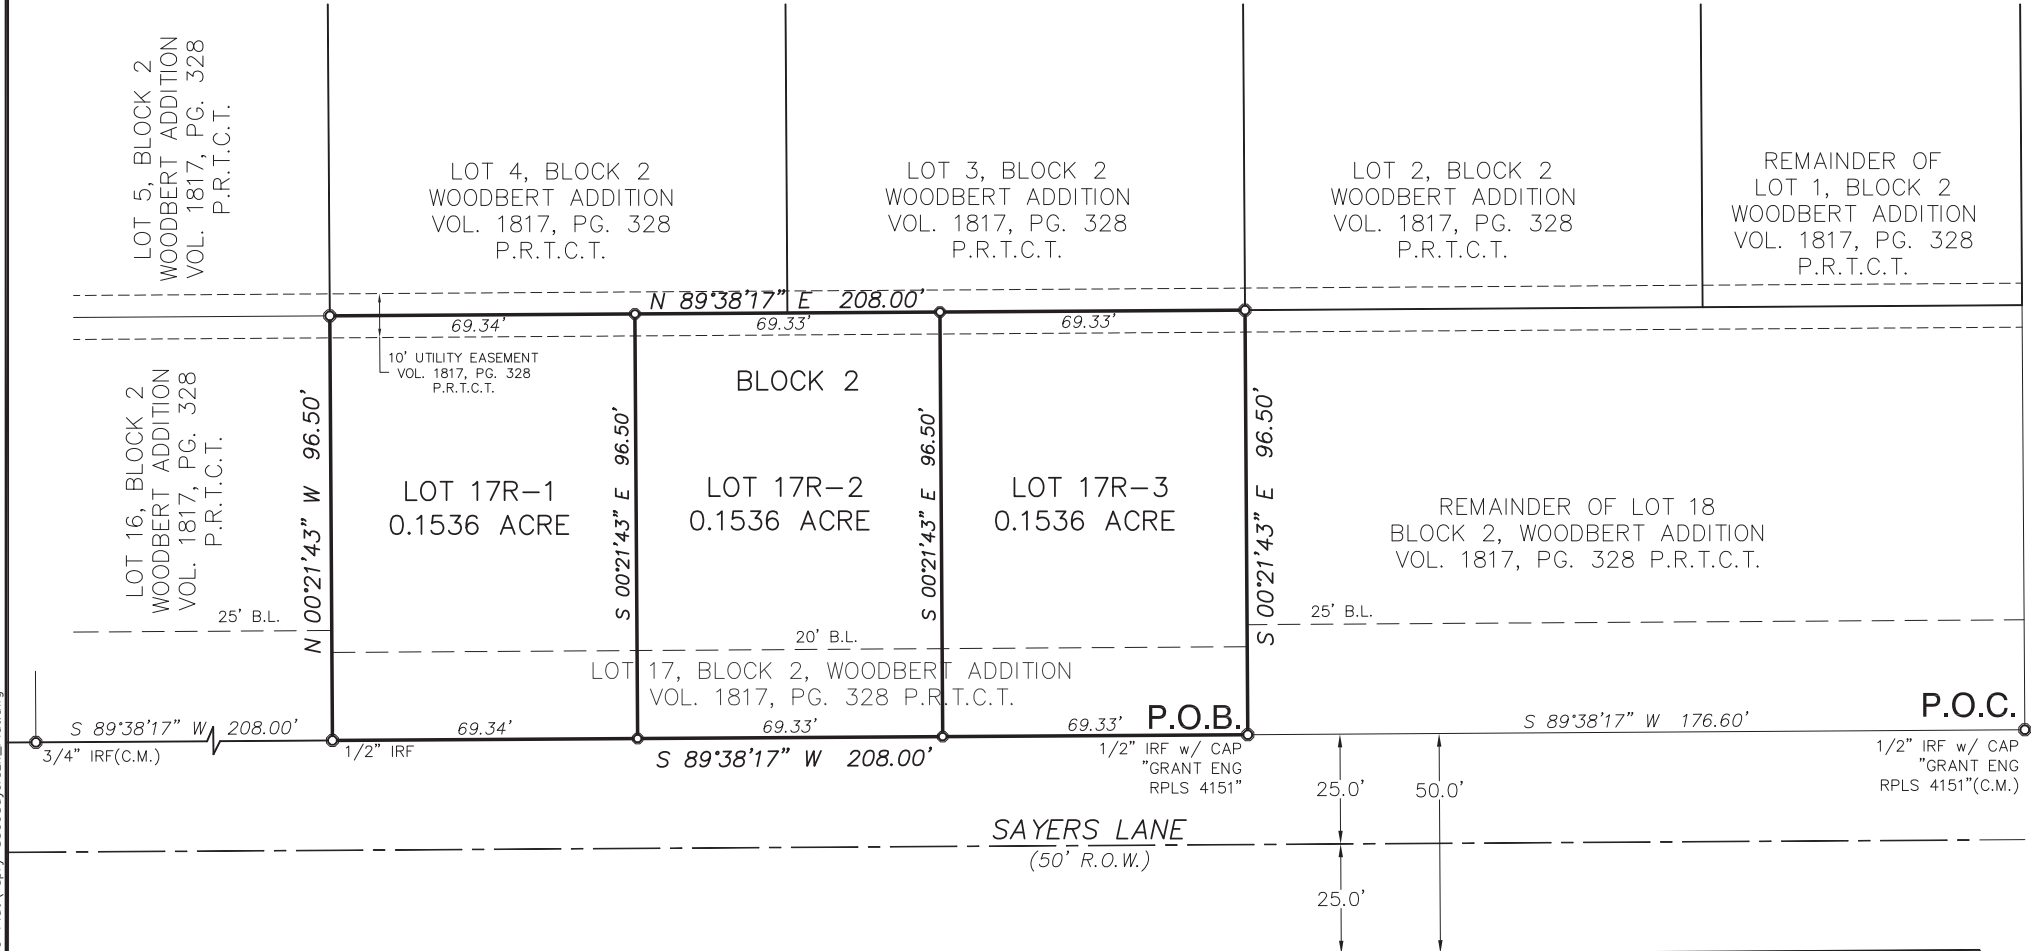 LOT 5, BLOCK 2
WOODBERT ADDITION
VOL. 1817, PG. 328
P.R.T.C.T.
LOT 4, BLOCK 2
WOODBERT ADDITION
VOL. 1817, PG. 328
P.R.T.C.T.
LOT 3, BLOCK 2
WOODBERT ADDITION
VOL. 1817, PG. 328
P.R.T.C.T.
LOT 2, BLOCK 2
WOODBERT ADDITION
VOL. 1817, PG. 328
P.R.T.C.T.
REMAINDER OF
LOT 1, BLOCK 2
WOODBERT ADDITION
VOL. 1817, PG. 328
P.R.T.C.T.
N 89°38'17" E 208.00'
69.34'
69.33'
69.33'
10' UTILITY EASEMENT
VOL. 1817, PG. 328
P.R.T.C.T.
BLOCK 2
LOT 16, BLOCK 2
WOODBERT ADDITION
VOL. 1817, PG. 328
P.R.T.C.T.
N 00°21'43" W 96.50'
LOT 17R-1
0.1536 ACRE
S 00°21'43" E 96.50'
LOT 17R-2
0.1536 ACRE
S 00°21'43" E 96.50'
LOT 17R-3
0.1536 ACRE
S 00°21'43" E 96.50'
REMAINDER OF LOT 18
BLOCK 2, WOODBERT ADDITION
VOL. 1817, PG. 328 P.R.T.C.T.
25' B.L.
20' B.L.
25' B.L.
LOT 17, BLOCK 2, WOODBERT ADDITION
VOL. 1817, PG. 328 P.R.T.C.T.
S 89°38'17" W 208.00'
69.34'
69.33'
69.33'
P.O.B.
S 89°38'17" W 176.60'
P.O.C.
3/4" IRF(C.M.)
1/2" IRF
S 89°38'17" W 208.00'
1/2" IRF w/ CAP
"GRANT ENG
RPLS 4151"
1/2" IRF w/ CAP
"GRANT ENG
RPLS 4151"(C.M.)
25.0'
50.0'
SAYERS LANE
(50' R.O.W.)
25.0'